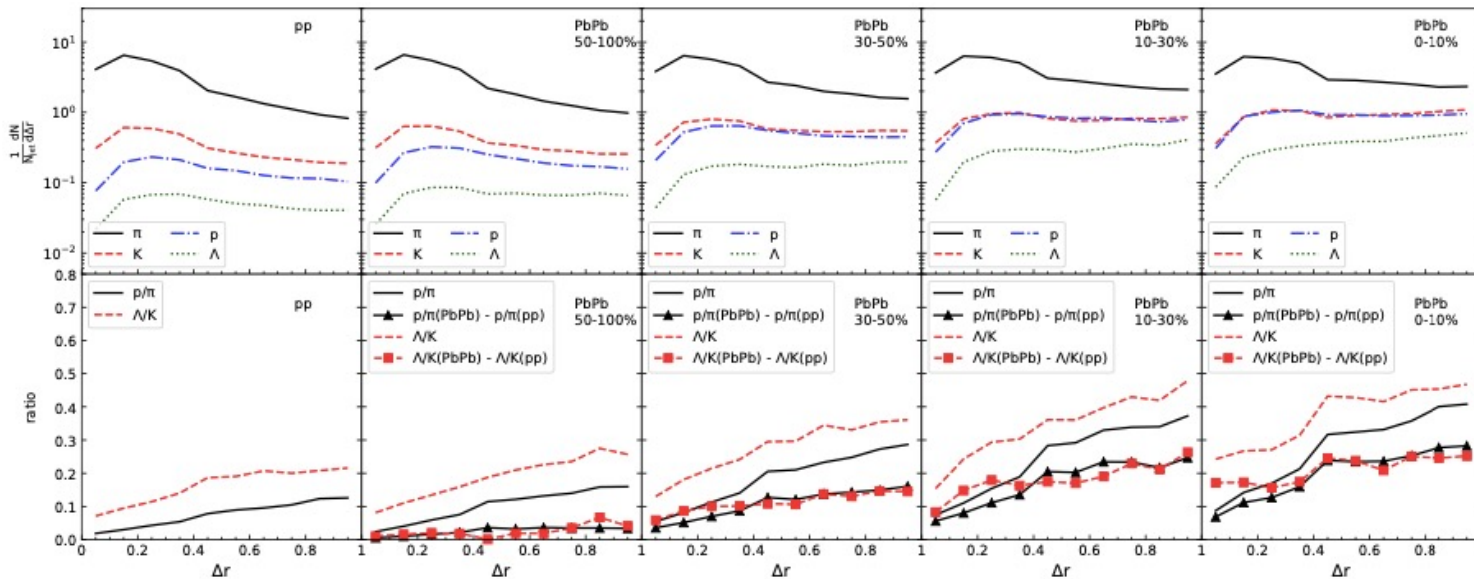 pp
PbPb
50-100%
PbPb
30-50%
PbPb
10-30%
PbPb
0-10%
10¹
10⁰
10⁻¹
10⁻²
1/N_jet dN/dΔr
π p
K Λ
π p
K Λ
π p
K Λ
π p
K Λ
π p
K Λ
0.8
0.7
0.6
0.5
0.4
0.3
0.2
0.1
0.0
ratio
p/π
Λ/K
pp
p/π
p/π(PbPb) - p/π(pp)
Λ/K
Λ/K(PbPb) - Λ/K(pp)
PbPb
50-100%
p/π
p/π(PbPb) - p/π(pp)
Λ/K
Λ/K(PbPb) - Λ/K(pp)
PbPb
30-50%
p/π
p/π(PbPb) - p/π(pp)
Λ/K
Λ/K(PbPb) - Λ/K(pp)
PbPb
10-30%
p/π
p/π(PbPb) - p/π(pp)
Λ/K
Λ/K(PbPb) - Λ/K(pp)
PbPb
0-10%
0 0.2 0.4 0.6 0.8 1 0.2 0.4 0.6 0.8 1 0.2 0.4 0.6 0.8 1 0.2 0.4 0.6 0.8 1 0.2 0.4 0.6 0.8 1
Δr Δr Δr Δr Δr